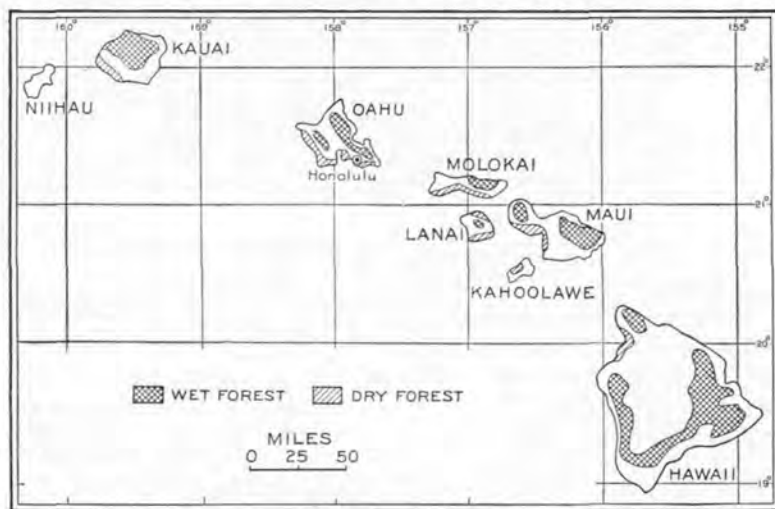 160° 159° 158° 157° 156° 155°
KAUAI
22°
NIIHAU
OAHU
Honolulu
MOLOKAI
21°
MAUI
LANAI
KAHOOLAWE
20°
WET FOREST DRY FOREST
MILES
0 25 50
HAWAII
19°